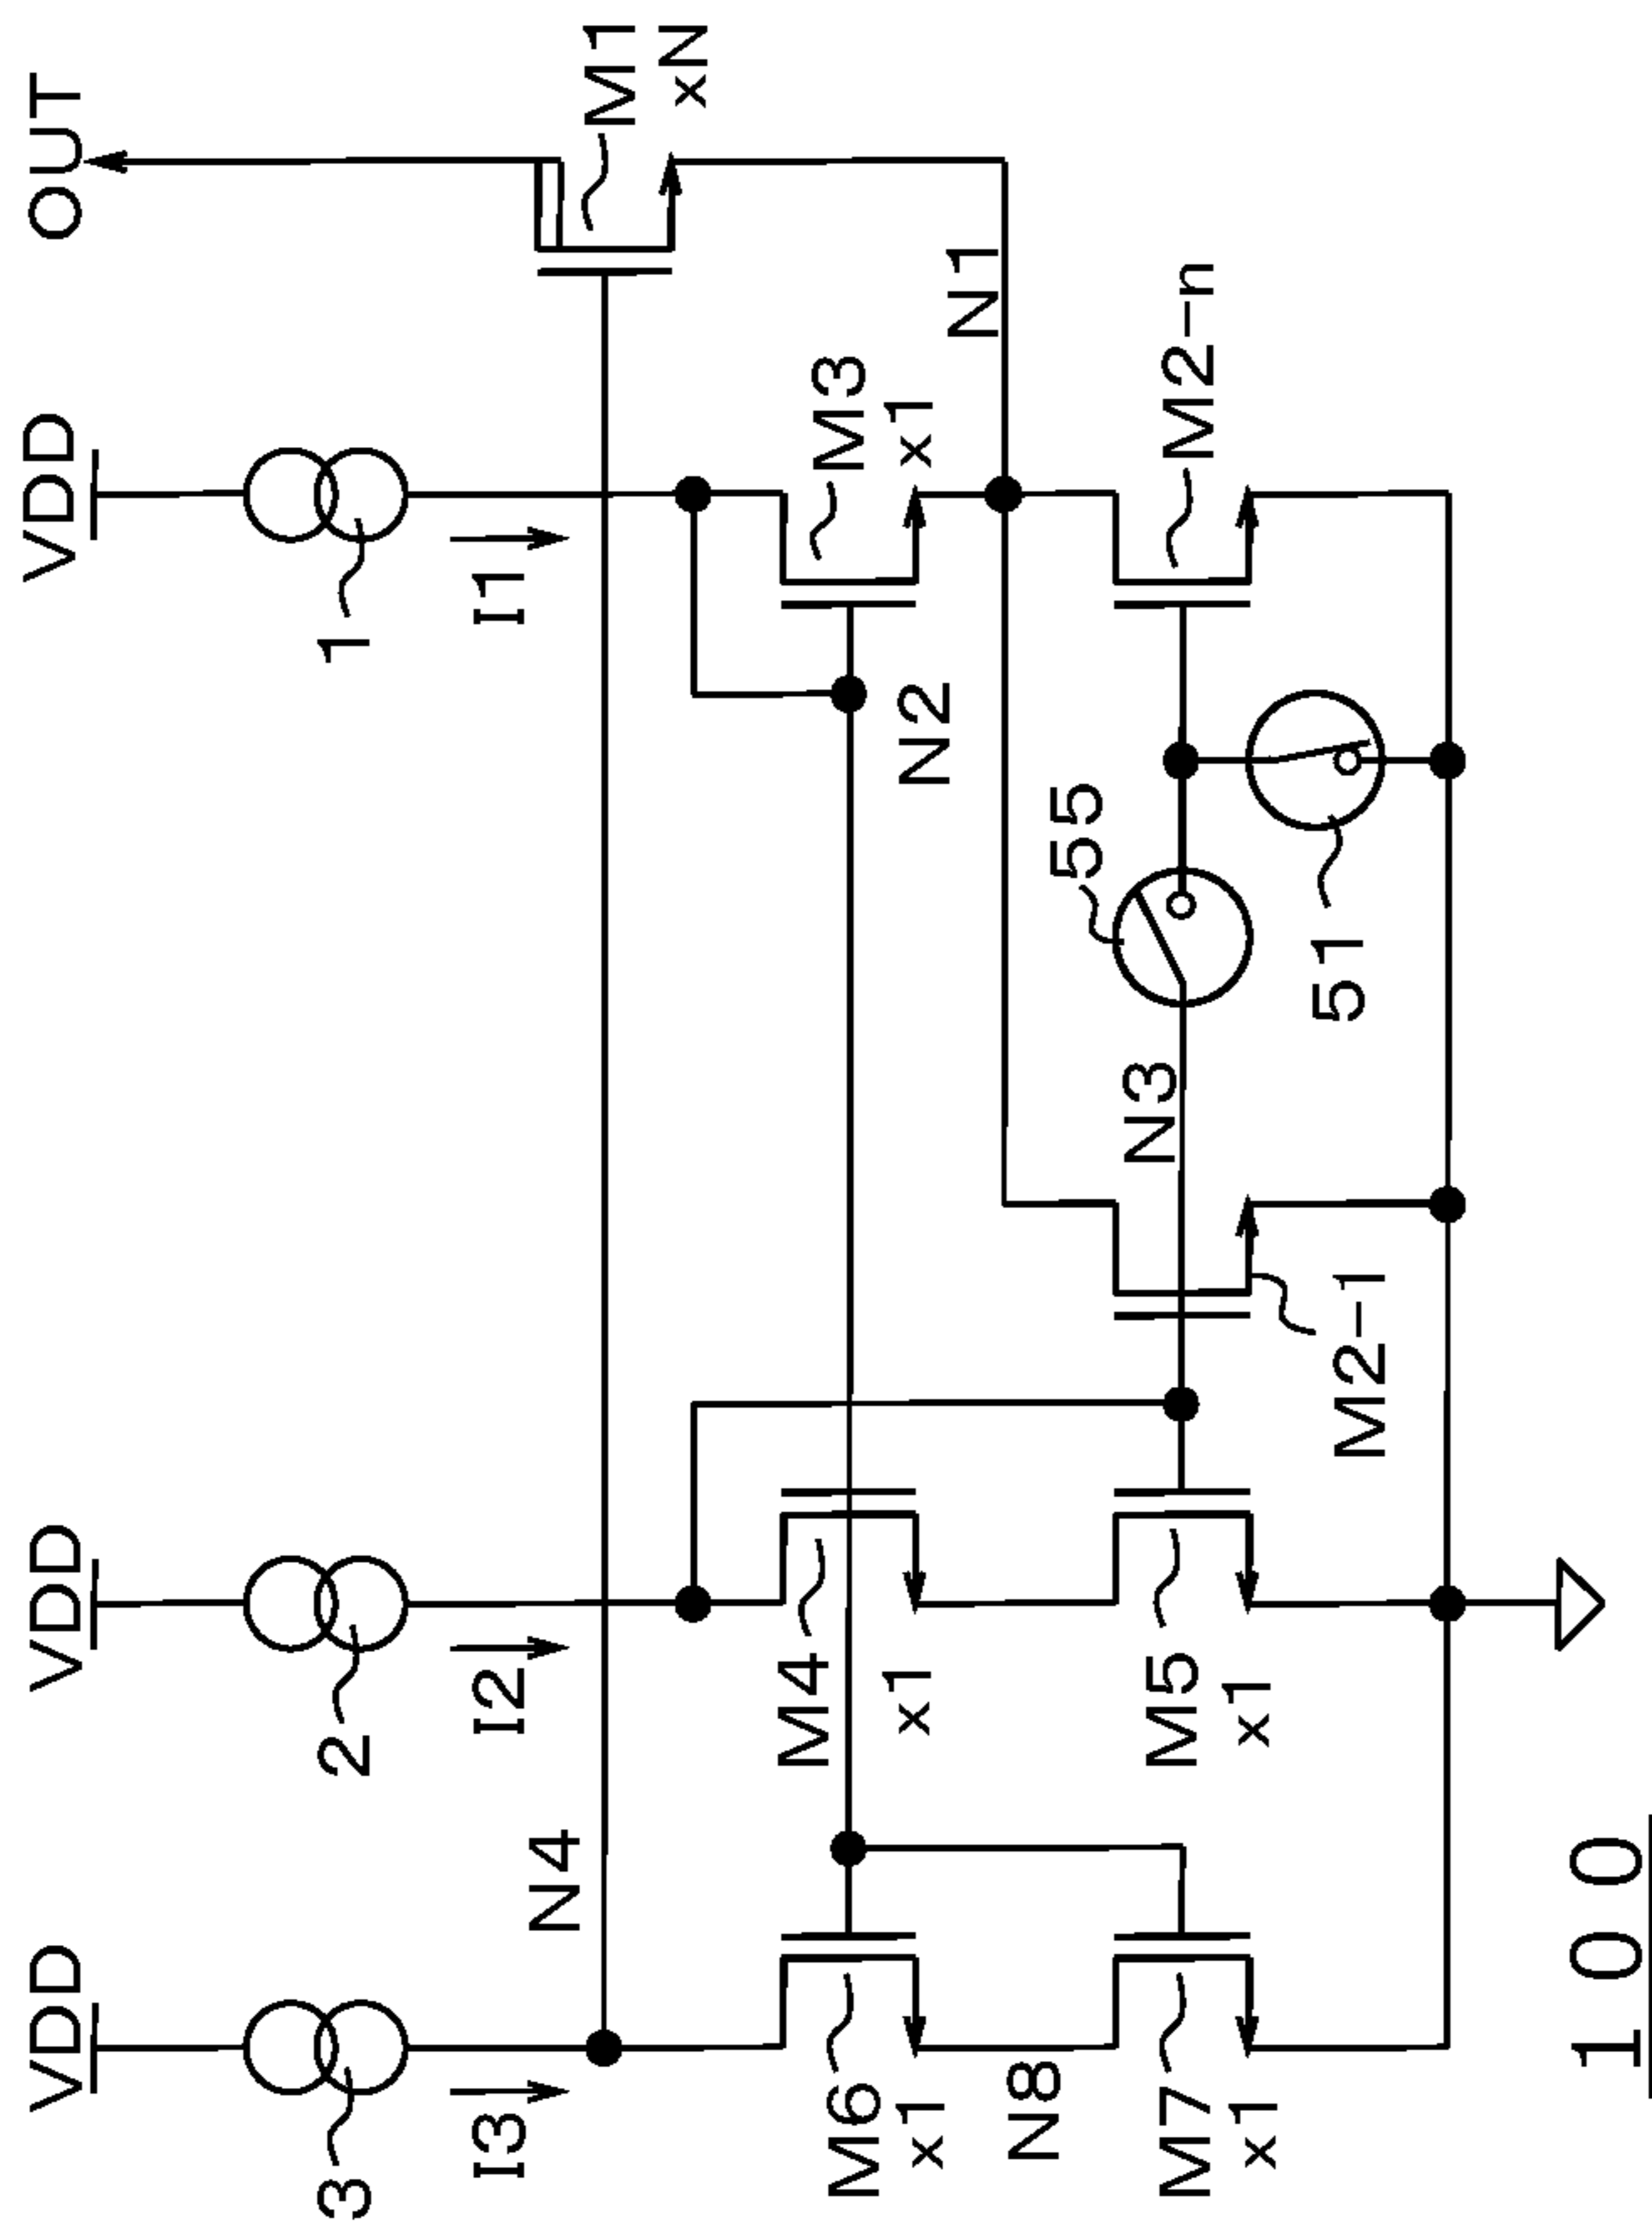 VDD
VDD
VDD
OUT
3
2
1
I3
I2
I1
N4
M1
xN
M6
x1
M4
x1
N2
M3
x1
N8
N1
M7
x1
M5
x1
N3
55
M2-n
M2-1
51
100